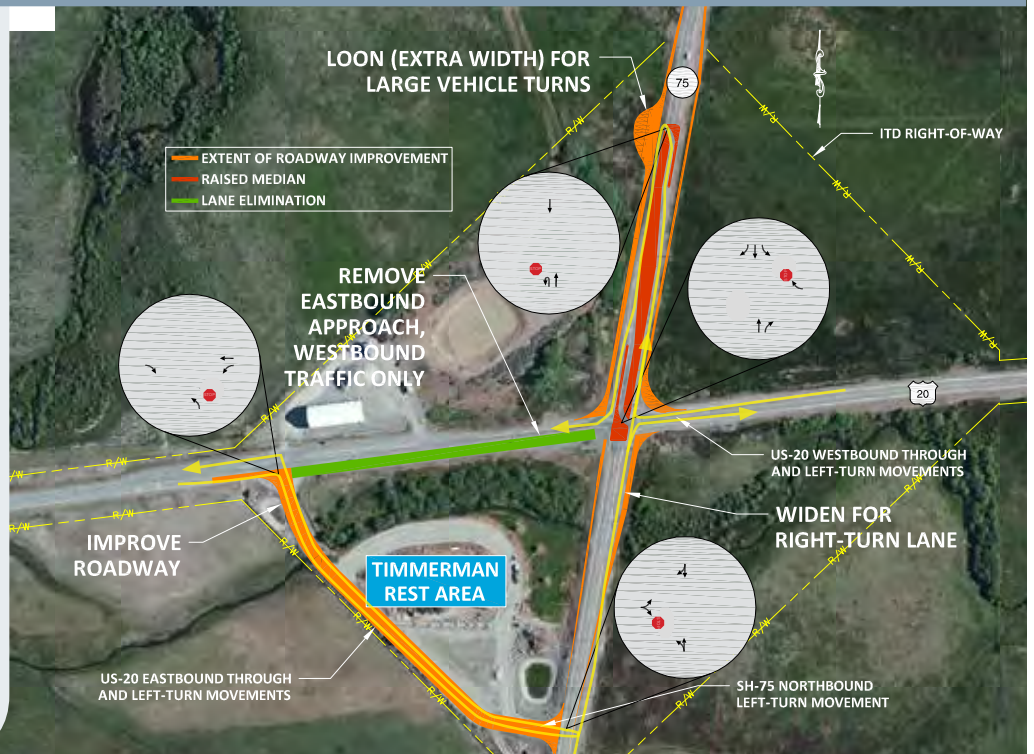 LOON (EXTRA WIDTH) FOR
LARGE VEHICLE TURNS
75
R/W
R/W
ITD RIGHT-OF-WAY
EXTENT OF ROADWAY IMPROVEMENT
RAISED MEDIAN
LANE ELIMINATION
R/W
R/W
REMOVE
EASTBOUND
APPROACH,
WESTBOUND
TRAFFIC ONLY
R/W
R/W
R/W
20
R/W
R/W
US-20 WESTBOUND THROUGH
AND LEFT-TURN MOVEMENTS
R/W
R/W
R/W
WIDEN FOR
RIGHT-TURN LANE
IMPROVE
ROADWAY
R/W
R/W
TIMMERMAN
REST AREA
R/W
R/W
US-20 EASTBOUND THROUGH
AND LEFT-TURN MOVEMENTS
R/W
SH-75 NORTHBOUND
LEFT-TURN MOVEMENT
R/W